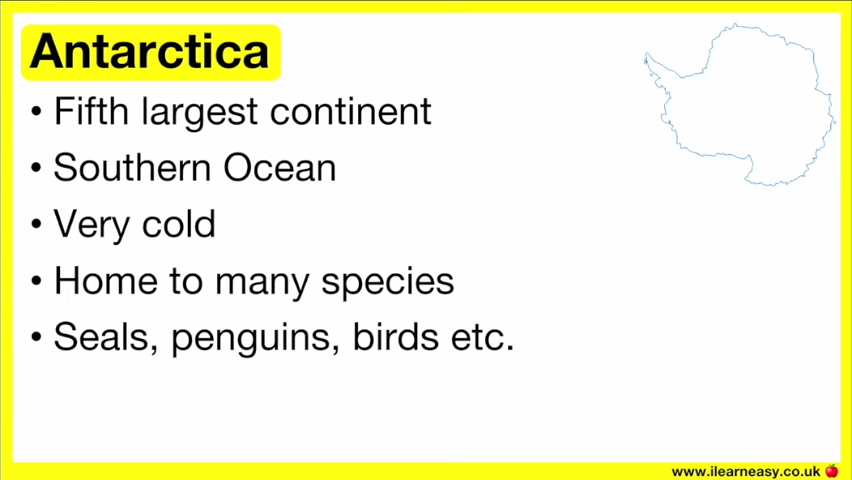 Antarctica
• Fifth largest continent
• Southern Ocean
• Very cold
• Home to many species
• Seals, penguins, birds etc.
www.ilearneasy.co.uk